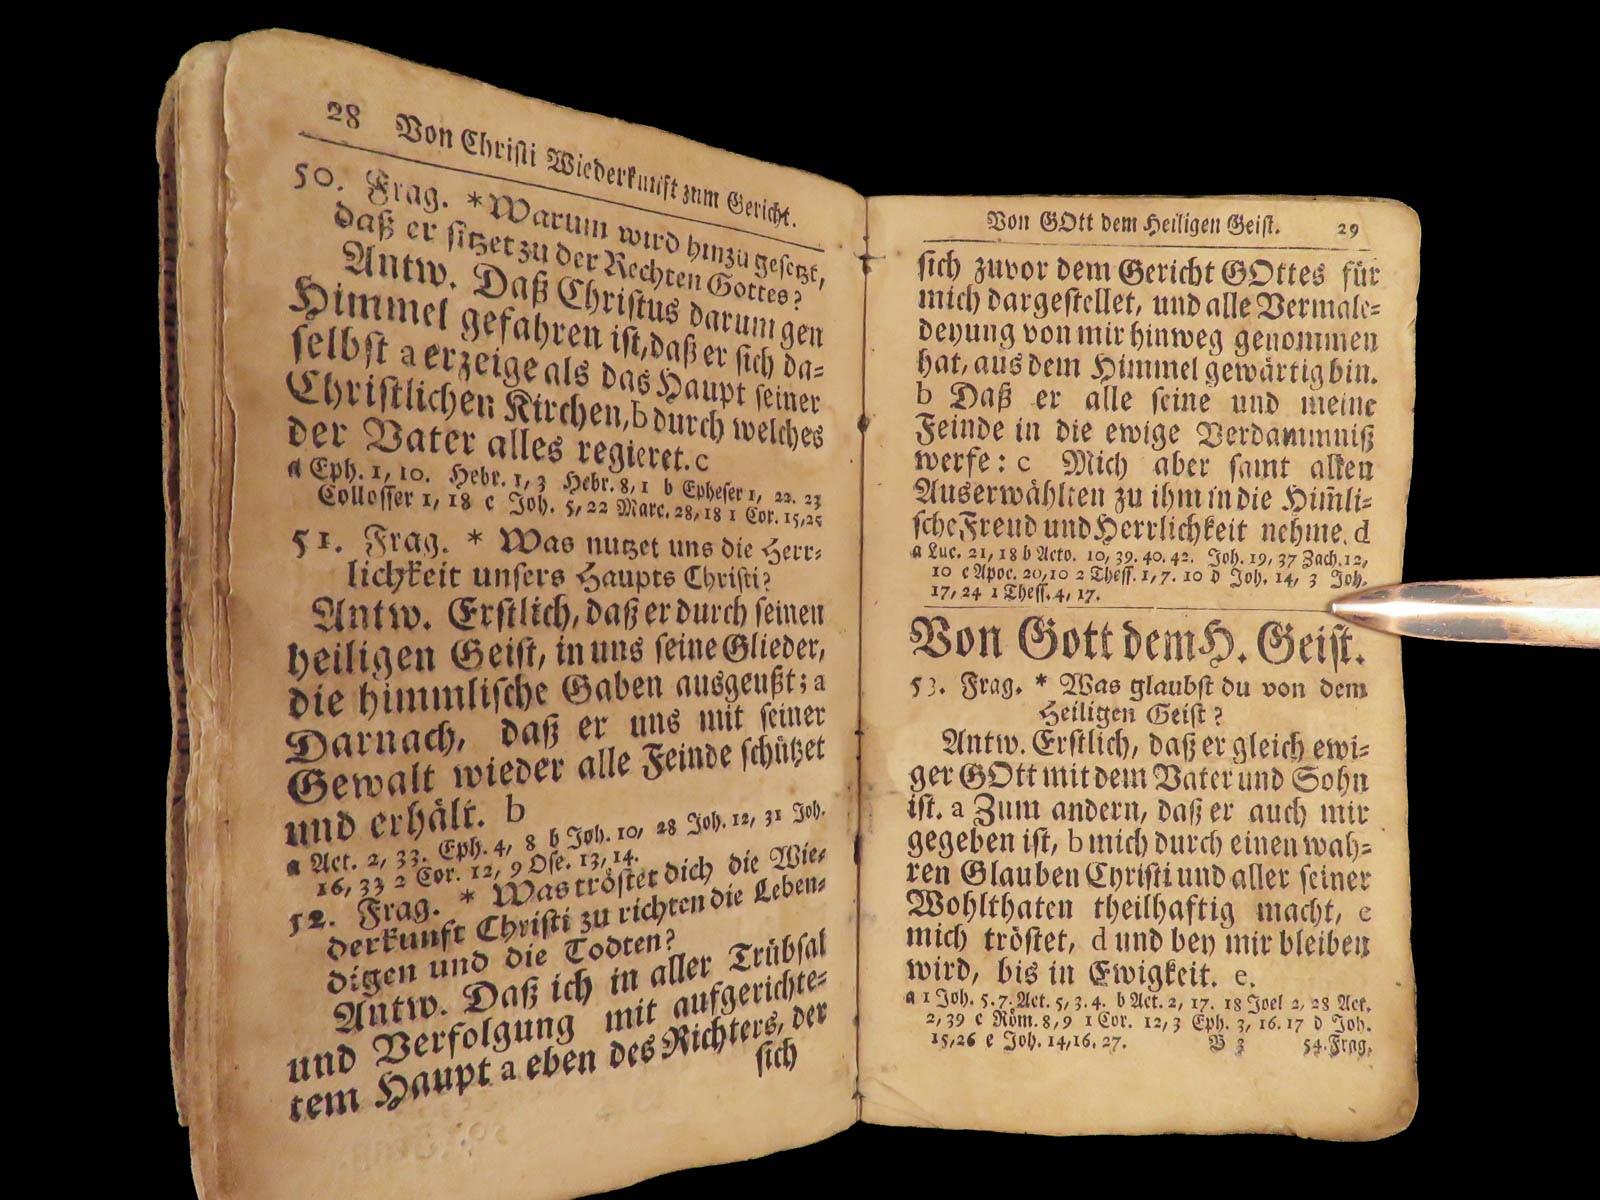 28 Von Christi Wiederkunft zum Gericht.
50. Frag. * Warum wird hinzu gesetzt,
daß er sitzet zu der Rechten Gottes?
Antw. Daß Christus darum gen
Himmel gefahren ist, daß er sich da-
selbst a erzeige als das Haupt seiner
Christlichen Kirchen, b durch welches
der Vater alles regieret. c
a Eph. 1, 10. Hebr. 1, 3 Hebr. 8, 1 b Epheser 1, 22. 23
Collosser 1, 18 c Joh. 5, 22 Marc. 28, 18 1 Cor. 15, 25
51. Frag. * Was nutzet uns die Herr-
lichkeit unsers Haupts Christi?
Antw. Erstlich, daß er durch seinen
heiligen Geist, in uns seine Glieder,
die himmlische Gaben ausgeußt; a
Darnach, daß er uns mit seiner
Gewalt wieder alle Feinde schützet
und erhält. b
a Act. 2, 33. Eph. 4, 8 b Joh. 10, 28 Joh. 12, 31 Joh.
16, 33 2 Cor. 12, 9 Ose. 13, 14.
52. Frag. * Was tröstet dich die Wie-
derkunft Christi zu richten die Leben-
digen und die Todten?
Antw. Daß ich in aller Trübsal
und Verfolgung mit aufgerichte-
tem Haupt a eben des Richters, der
sich
Von GOtt dem Heiligen Geist. 29
sich zuvor dem Gericht GOttes für
mich dargestellet, und alle Vermale-
deyung von mir hinweg genommen
hat, aus dem Himmel gewärtig bin.
b Daß er alle seine und meine
Feinde in die ewige Verdammniß
werfe: c Mich aber samt allen
Auserwählten zu ihm in die Him̄li-
sche Freud und Herrlichkeit nehme. d
a Luc. 21, 18 b Acto. 10, 39. 40. 42. Joh. 19, 37 Zach. 12,
10 c Apoc. 20, 10 2 Thess. 1, 7. 10 d Joh. 14, 3 Joh.
17, 24 1 Thess. 4, 17.
Von Gott dem H. Geist.
53. Frag. * Was glaubst du von dem
Heiligen Geist?
Antw. Erstlich, daß er gleich ewi-
ger GOtt mit dem Vater und Sohn
ist. a Zum andern, daß er auch mir
gegeben ist, b mich durch einen wah-
ren Glauben Christi und aller seiner
Wohlthaten theilhaftig macht, c
mich tröstet, d und bey mir bleiben
wird, bis in Ewigkeit. e.
a 1 Joh. 5. 7. Act. 5, 3. 4. b Act. 2, 17. 18 Joel 2, 28 Act.
2, 39 c Röm. 8, 9 1 Cor. 12, 3 Eph. 3, 16. 17 d Joh.
15, 26 e Joh. 14, 16. 27. B 3 54. Frag.